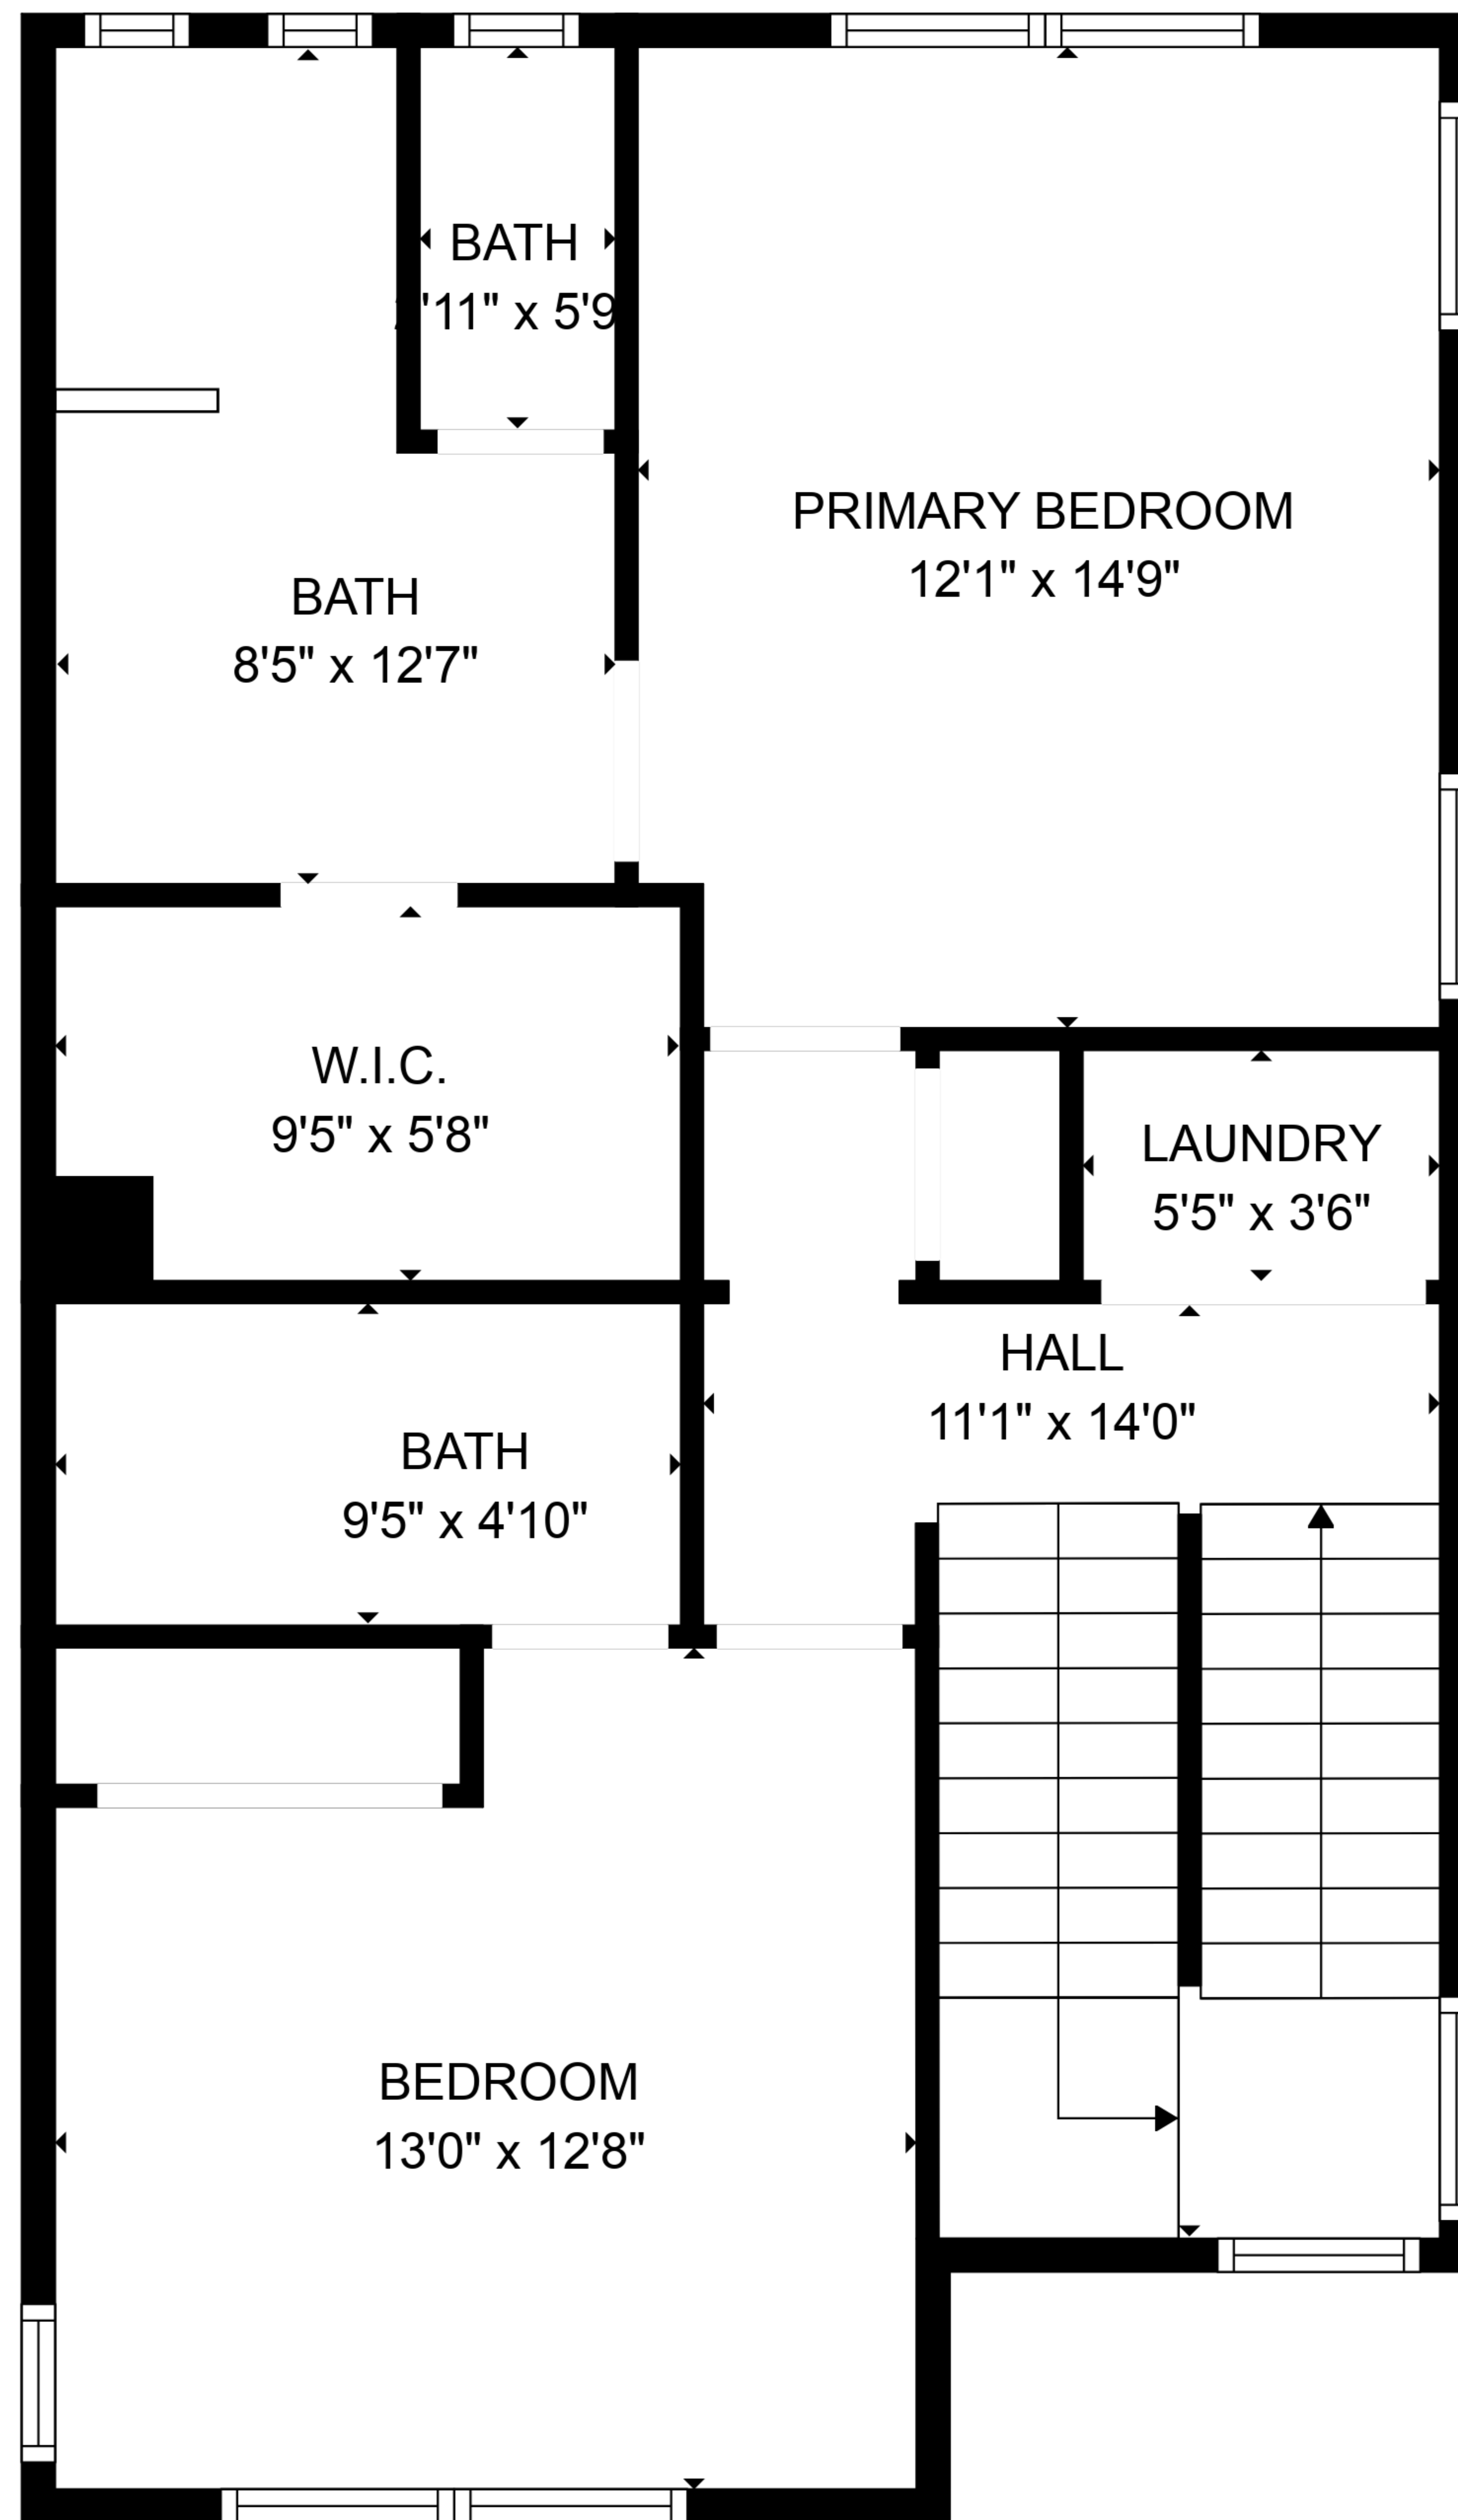 BATH
'11" x 5'9
PRIMARY BEDROOM
12'1" x 14'9"
BATH
8'5" x 12'7"
W.I.C.
9'5" x 5'8"
LAUNDRY
5'5" x 3'6"
HALL
11'1" x 14'0"
BATH
9'5" x 4'10"
BEDROOM
13'0" x 12'8"